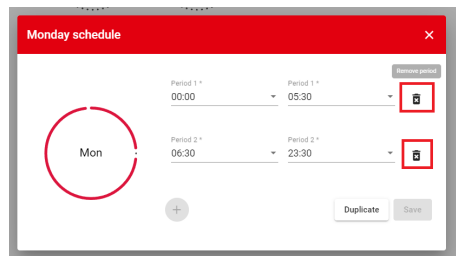 Monday schedule
Remove period
Period 1 * Period 1 *
00:00 05:30
Mon
Period 2 * Period 2 *
06:30 23:30
Duplicate Save